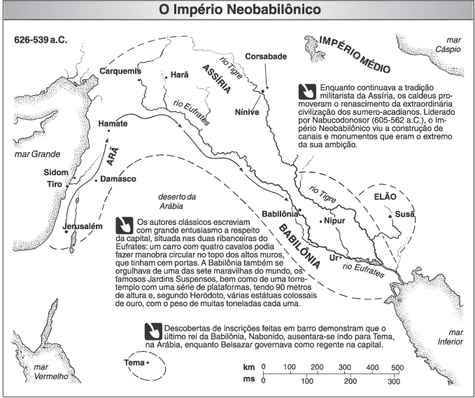 O Império Neobabilônico
626-539 a.C.
mar
Cáspio
IMPÉRIO MÉDIO
Corsabade
rio Tigre
Carquemis
Harã
ASSÍRIA
Nínive
rio Eufrates
Enquanto continuava a tradição
militarista da Assíria, os caldeus pro-
moveram o renascimento da extraordinária
civilização dos sumero-acadianos. Liderado
por Nabucodonosor (605-562 a.C.), o Im-
pério Neobabilônico viu a construção de
canais e monumentos que eram o extremo
da sua ambição.
Hamate
mar Grande
ARÃ
Sidom
Tiro
Damasco
deserto da
Arábia
rio Tigre
ELÃO
Susã
Babilônia
Nipur
Jerusalém
BABILÔNIA
Ur
rio Eufrates
Os autores clássicos escreviam
com grande entusiasmo a respeito
da capital, situada nas duas ribanceiras do
Eufrates: um carro com quatro cavalos podia
fazer manobra circular no topo dos altos muros,
que tinham cem portas. A Babilônia também se
orgulhava de uma das sete maravilhas do mundo, os
famosos Jardins Suspensos, bem como de uma torre-
templo com uma série de plataformas, tendo 90 metros
de altura e, segundo Heródoto, várias estátuas colossais
de ouro, com o peso de muitas toneladas cada uma.
Descobertas de inscrições feitas em barro demonstram que o
último rei da Babilônia, Nabonido, ausentara-se indo para Tema,
na Arábia, enquanto Belsazar governava como regente na capital.
mar
Inferior
Tema
mar
Vermelho
km 0 100 200 300 400 500
ms 0 100 200 300